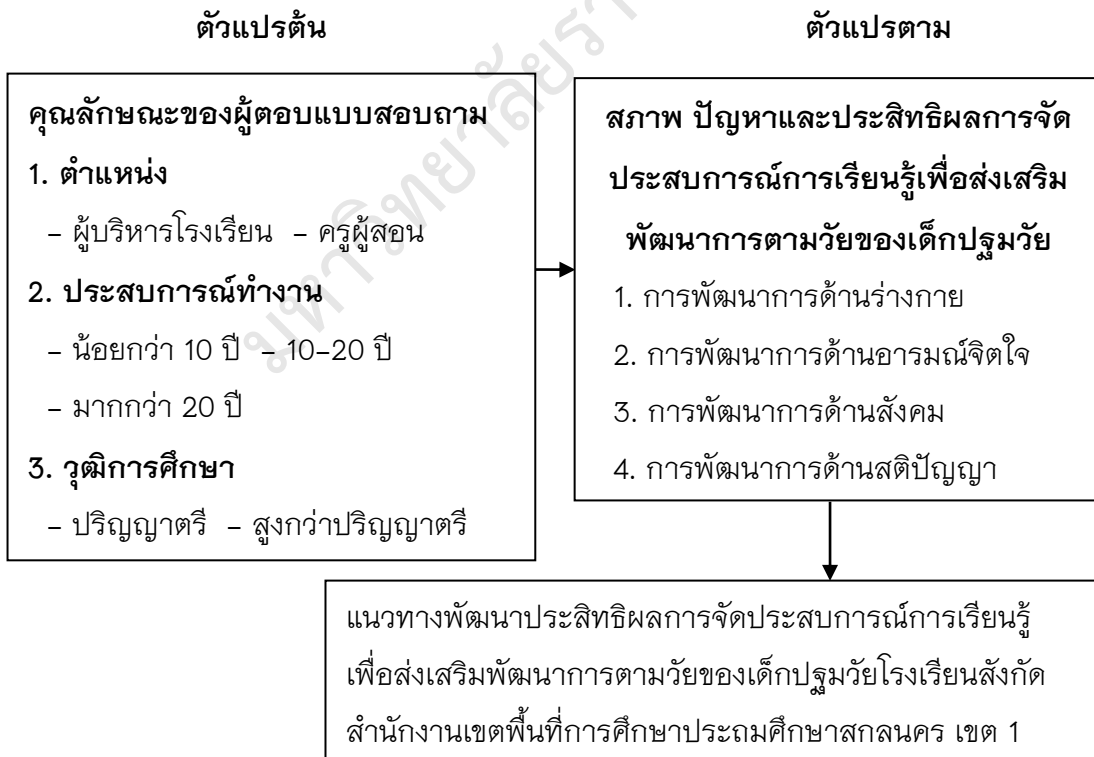 ตัวแปรต้น
ตัวแปรตาม
คุณลักษณะของผู้ตอบแบบสอบถาม
1. ตำแหน่ง
– ผู้บริหารโรงเรียน – ครูผู้สอน
2. ประสบการณ์ทำงาน
– น้อยกว่า 10 ปี – 10–20 ปี
– มากกว่า 20 ปี
3. วุฒิการศึกษา
– ปริญญาตรี – สูงกว่าปริญญาตรี
สภาพ ปัญหาและประสิทธิผลการจัด
ประสบการณ์การเรียนรู้เพื่อส่งเสริม
พัฒนาการตามวัยของเด็กปฐมวัย
1. การพัฒนาการด้านร่างกาย
2. การพัฒนาการด้านอารมณ์จิตใจ
3. การพัฒนาการด้านสังคม
4. การพัฒนาการด้านสติปัญญา
แนวทางพัฒนาประสิทธิผลการจัดประสบการณ์การเรียนรู้
เพื่อส่งเสริมพัฒนาการตามวัยของเด็กปฐมวัยโรงเรียนสังกัด
สำนักงานเขตพื้นที่การศึกษาประถมศึกษาสกลนคร เขต 1
มหาวิทยาลัยรา